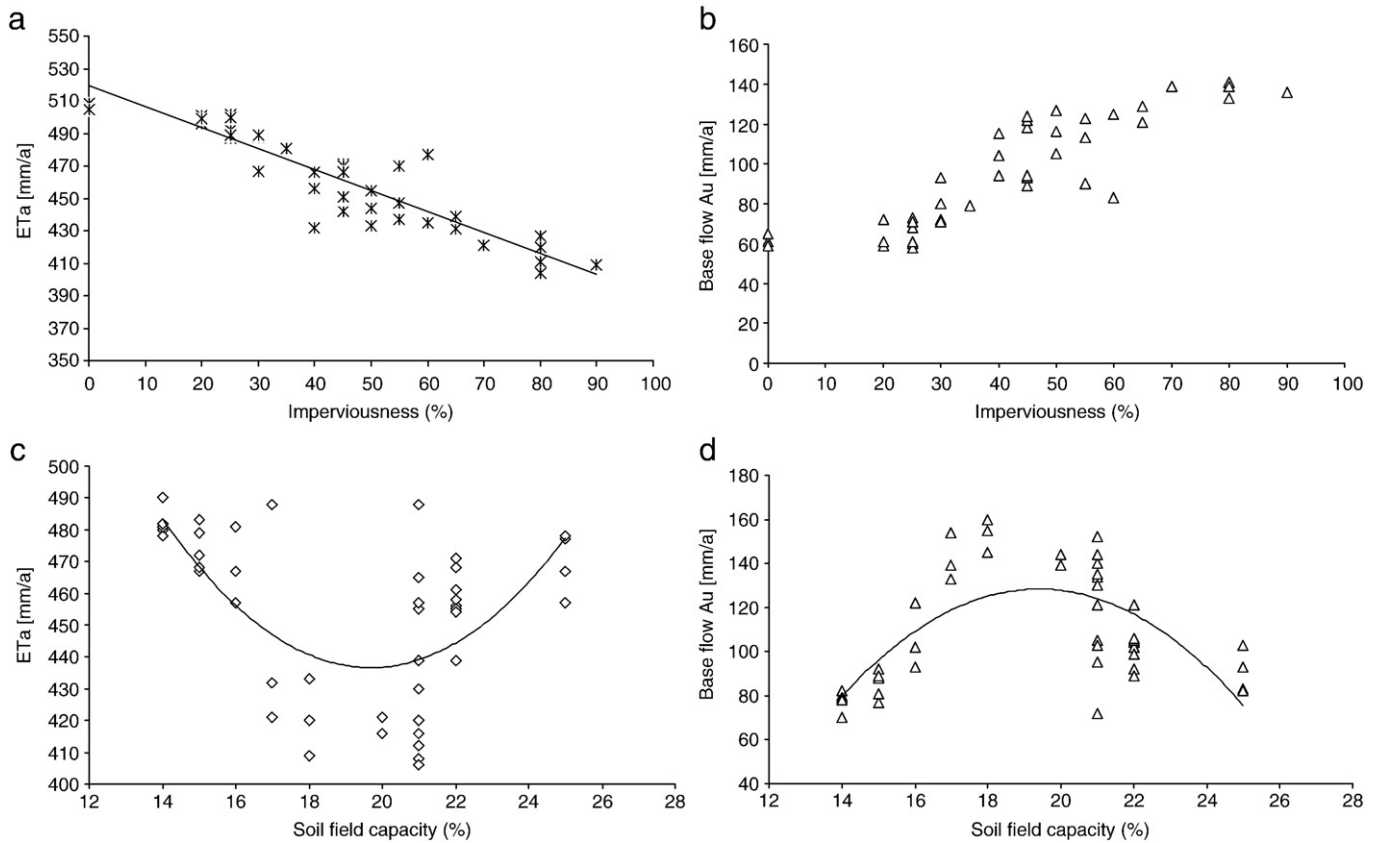 a
ETa [mm/a]
550
530
510
490
470
450
430
410
390
370
350
0 10 20 30 40 50 60 70 80 90 100
Imperviousness (%)
b
Base flow Au [mm/a]
160
140
120
100
80
60
40
20
0
0 10 20 30 40 50 60 70 80 90 100
Imperviousness (%)
c
ETa [mm/a]
500
490
480
470
460
450
440
430
420
410
400
12 14 16 18 20 22 24 26 28
Soil field capacity (%)
d
Base flow Au [mm/a]
180
160
140
120
100
80
60
40
12 14 16 18 20 22 24 26 28
Soil field capacity (%)